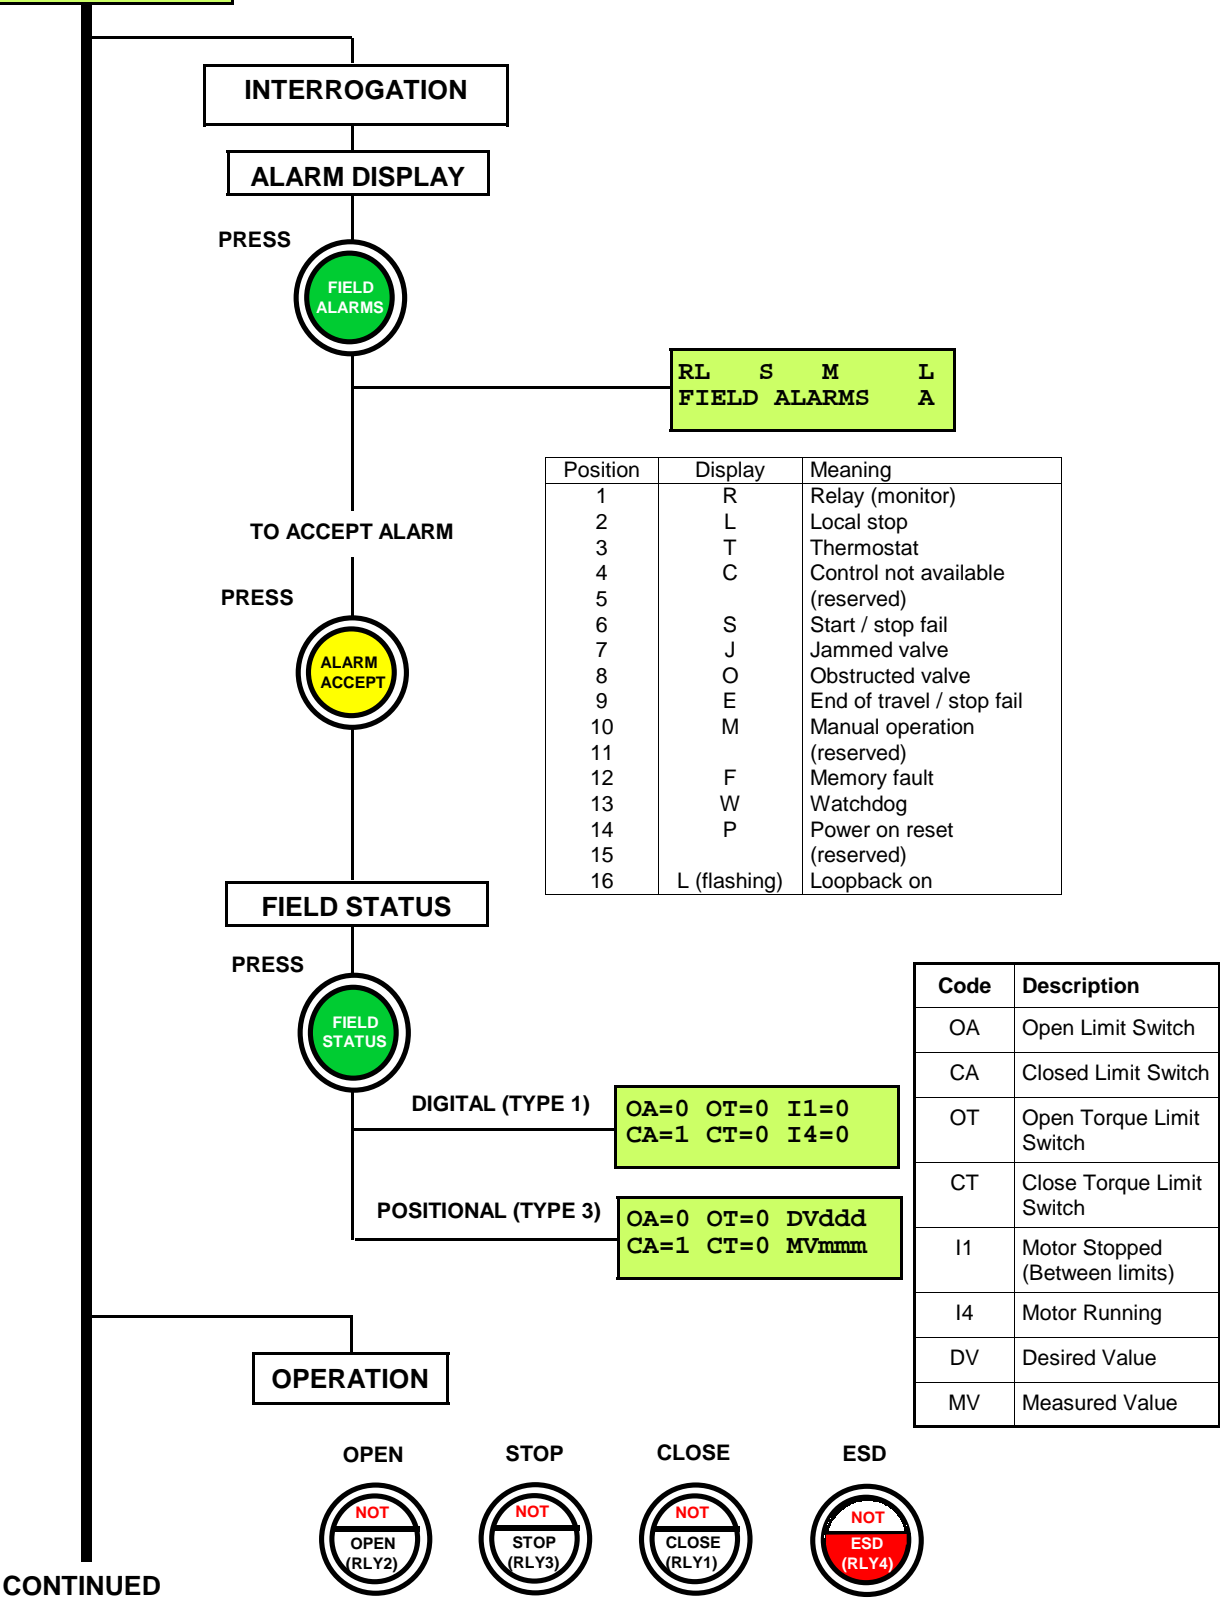 INTERROGATION
ALARM DISPLAY
PRESS
FIELD
ALARMS
RL   S   M     L
FIELD ALARMS   A
Position Display Meaning
1 R Relay (monitor)
2 L Local stop
3 T Thermostat
4 C Control not available
5 (reserved)
6 S Start / stop fail
7 J Jammed valve
8 O Obstructed valve
9 E End of travel / stop fail
10 M Manual operation
11 (reserved)
12 F Memory fault
13 W Watchdog
14 P Power on reset
15 (reserved)
16 L (flashing) Loopback on
TO ACCEPT ALARM
PRESS
ALARM
ACCEPT
FIELD STATUS
PRESS
FIELD
STATUS
DIGITAL (TYPE 1)
OA=0 OT=0 I1=0
CA=1 CT=0 I4=0
POSITIONAL (TYPE 3)
OA=0 OT=0 DVddd
CA=1 CT=0 MVmmm
Code Description
OA Open Limit Switch
CA Closed Limit Switch
OT Open Torque Limit
Switch
CT Close Torque Limit
Switch
I1 Motor Stopped
(Between limits)
I4 Motor Running
DV Desired Value
MV Measured Value
OPERATION
OPEN STOP CLOSE ESD
NOT
OPEN
(RLY2)
NOT
STOP
(RLY3)
NOT
CLOSE
(RLY1)
NOT
ESD
(RLY4)
CONTINUED